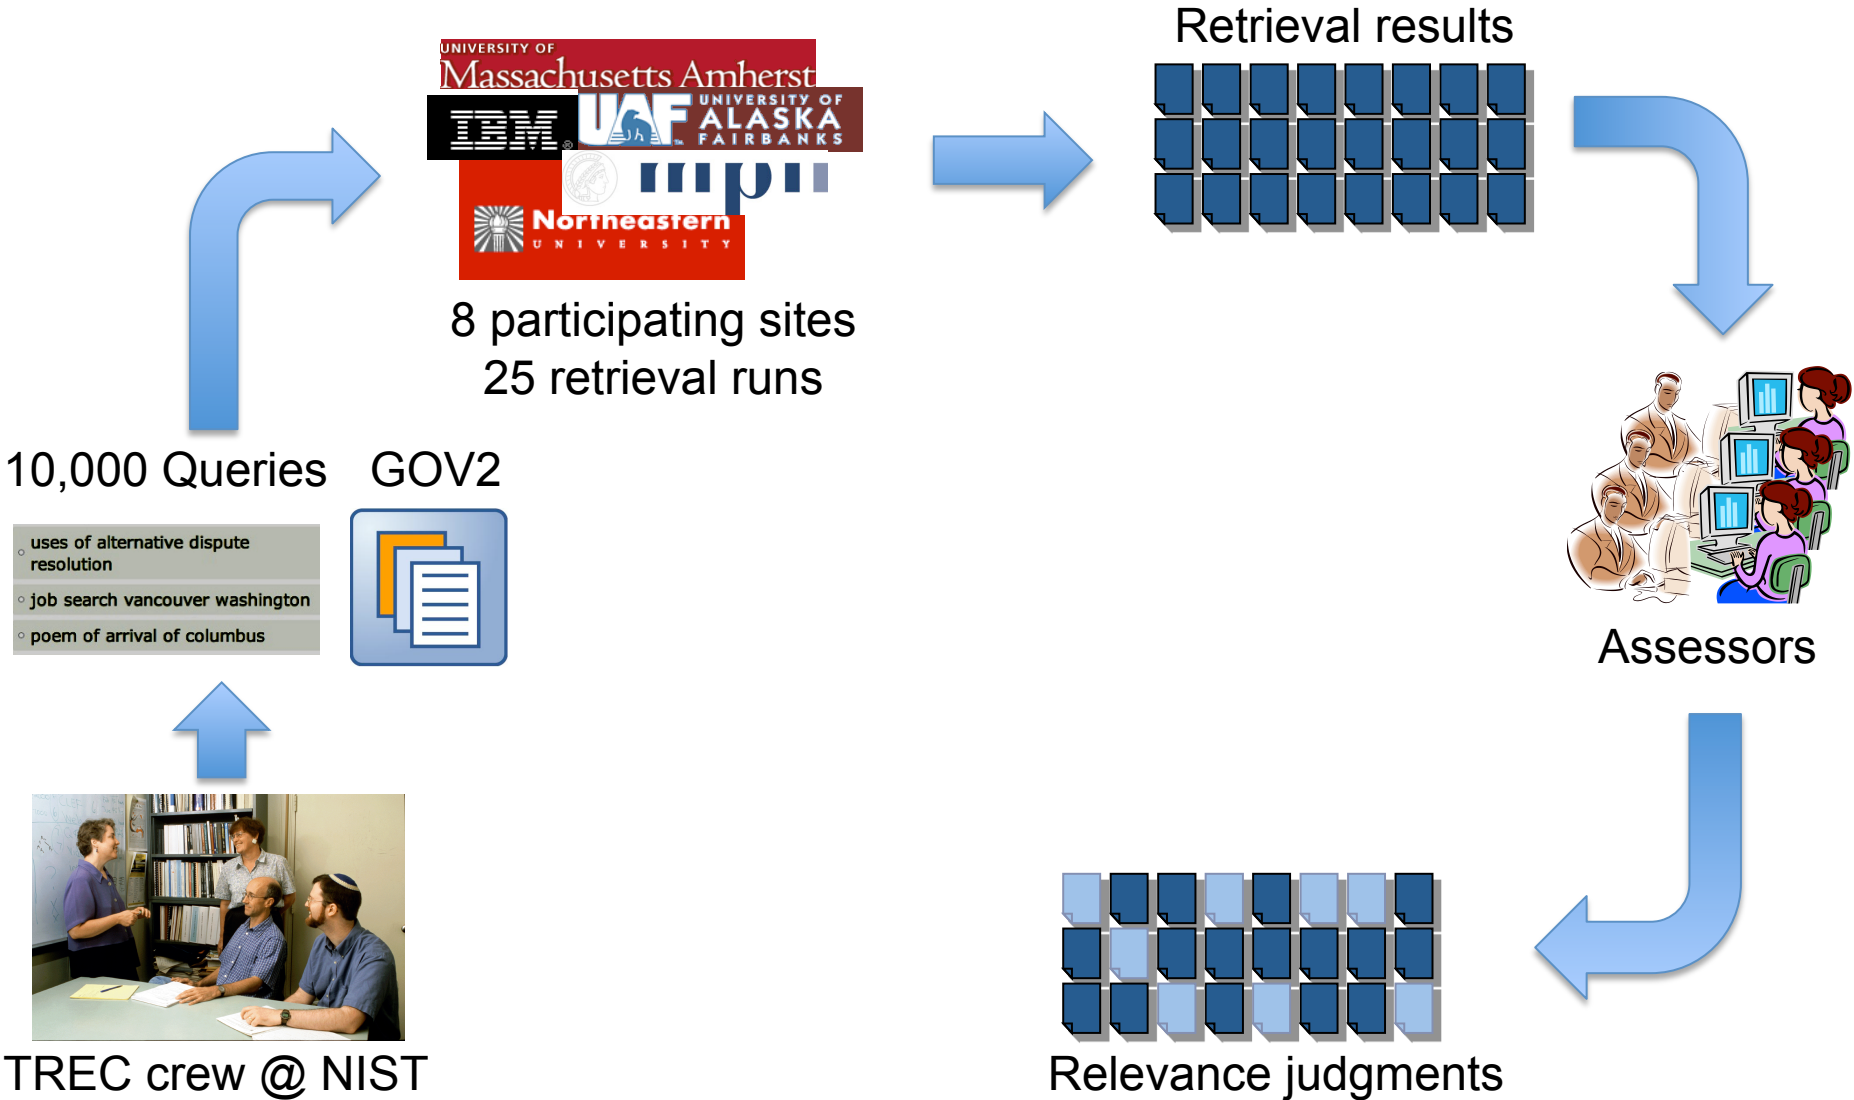 Retrieval results
UNIVERSITY OF
Massachusetts Amherst
IBM®
UAF™
UNIVERSITY OF
ALASKA
FAIRBANKS
mpii
Northeastern
UNIVERSITY
8 participating sites
25 retrieval runs
10,000 Queries
GOV2
uses of alternative dispute
resolution
job search vancouver washington
poem of arrival of columbus
Assessors
TREC crew @ NIST
Relevance judgments